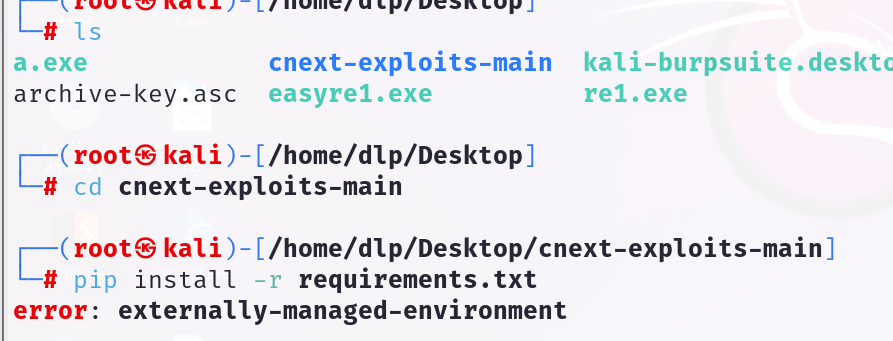 ┌──(root㉿kali)-[/home/dlp/Desktop]
└─# ls
a.exe cnext-exploits-main kali-burpsuite.deskto
archive-key.asc easyre1.exe re1.exe
┌──(root㉿kali)-[/home/dlp/Desktop]
└─# cd cnext-exploits-main
┌──(root㉿kali)-[/home/dlp/Desktop/cnext-exploits-main]
└─# pip install -r requirements.txt
error: externally-managed-environment